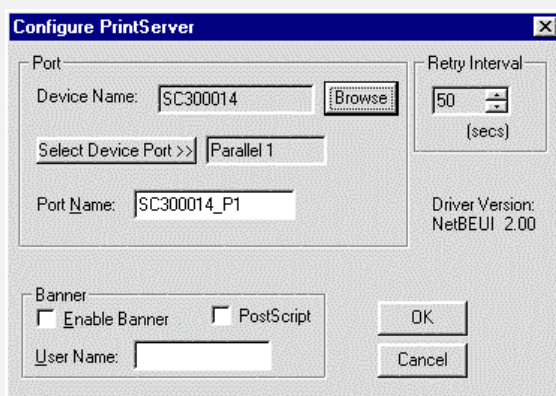 Configure PrintServer
Port
Device Name: SC300014 Browse
Select Device Port >> Parallel 1
Port Name: SC300014_P1
Retry Interval
50
(secs)
Driver Version:
NetBEUI 2.00
Banner
Enable Banner PostScript
User Name:
OK
Cancel